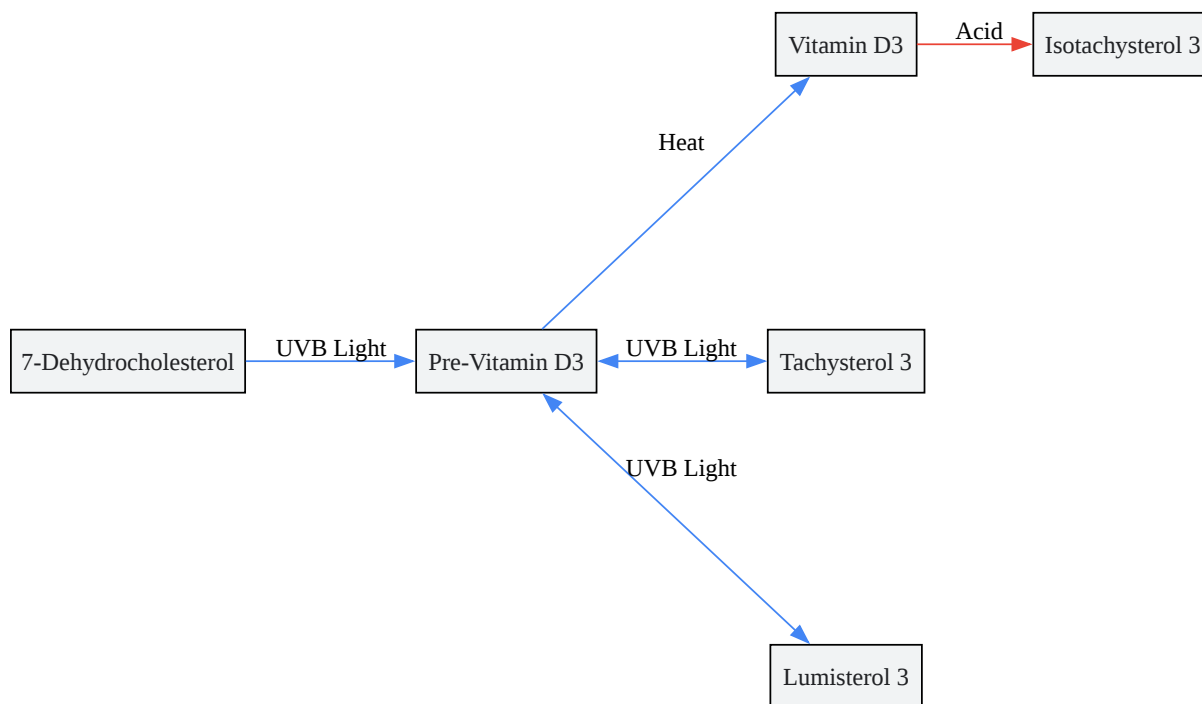 Vitamin D3
Acid
Isotachysterol 3
Heat
7-Dehydrocholesterol
UVB Light
Pre-Vitamin D3
UVB Light
Tachysterol 3
UVB Light
Lumisterol 3